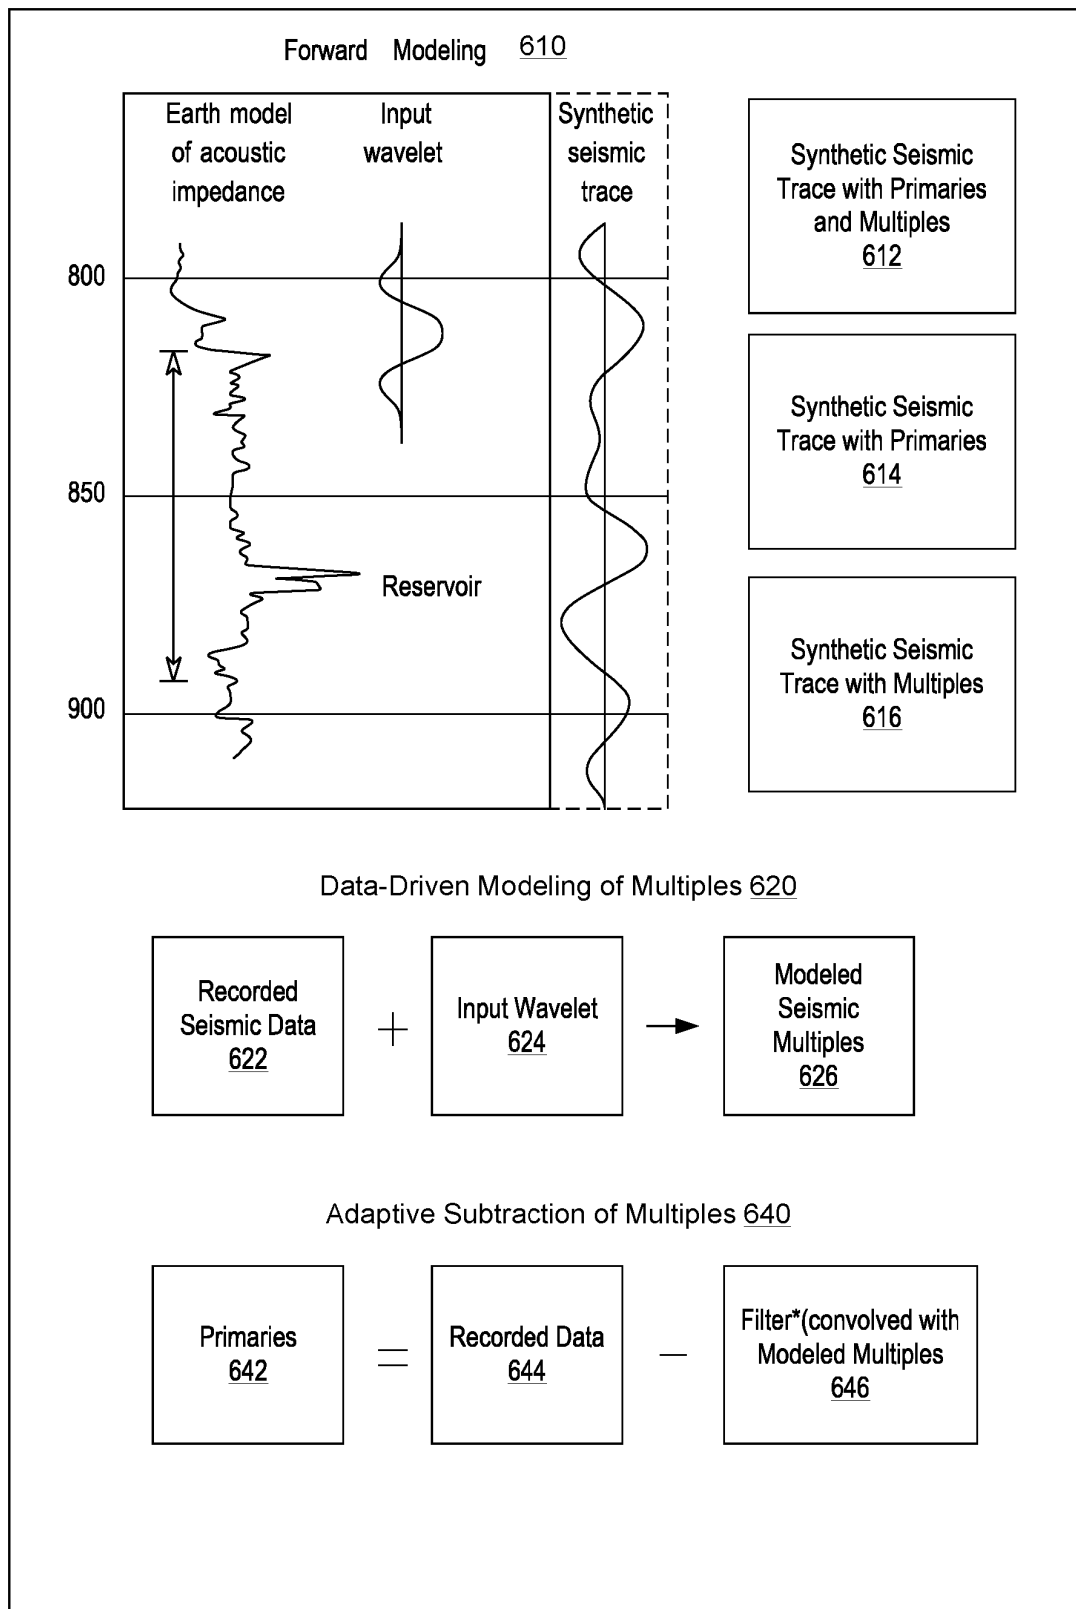 Forward Modeling 610
Earth model
of acoustic
impedance
Input
wavelet
Synthetic
seismic
trace
800
850
900
Reservoir
Synthetic Seismic
Trace with Primaries
and Multiples
612
Synthetic Seismic
Trace with Primaries
614
Synthetic Seismic
Trace with Multiples
616
Data-Driven Modeling of Multiples 620
Recorded
Seismic Data
622
+
Input Wavelet
624
Modeled
Seismic
Multiples
626
Adaptive Subtraction of Multiples 640
Primaries
642
=
Recorded Data
644
−
Filter*(convolved with
Modeled Multiples
646